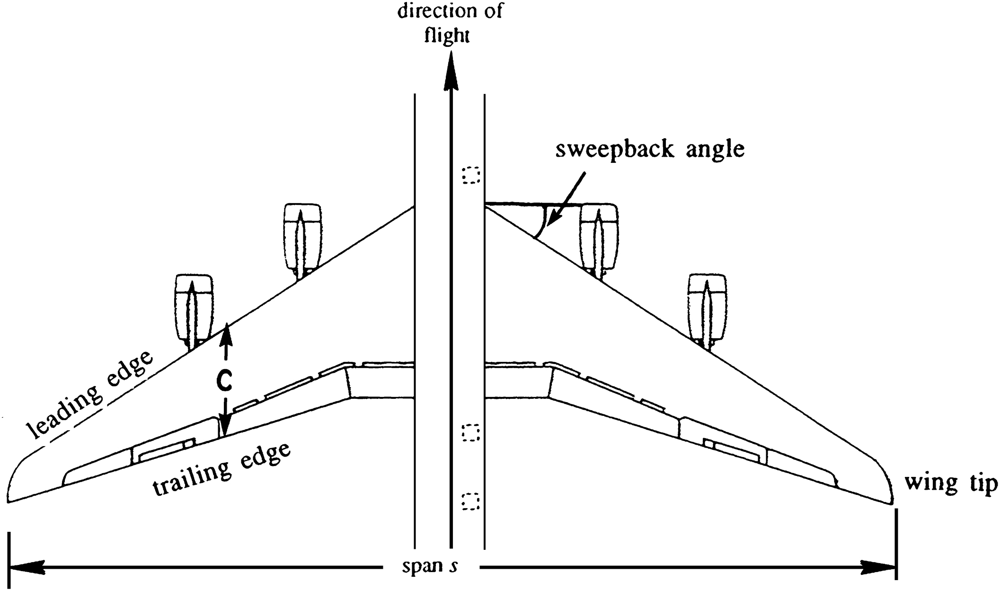 direction of
flight
sweepback angle
C
leading edge
trailing edge
wing tip
span s